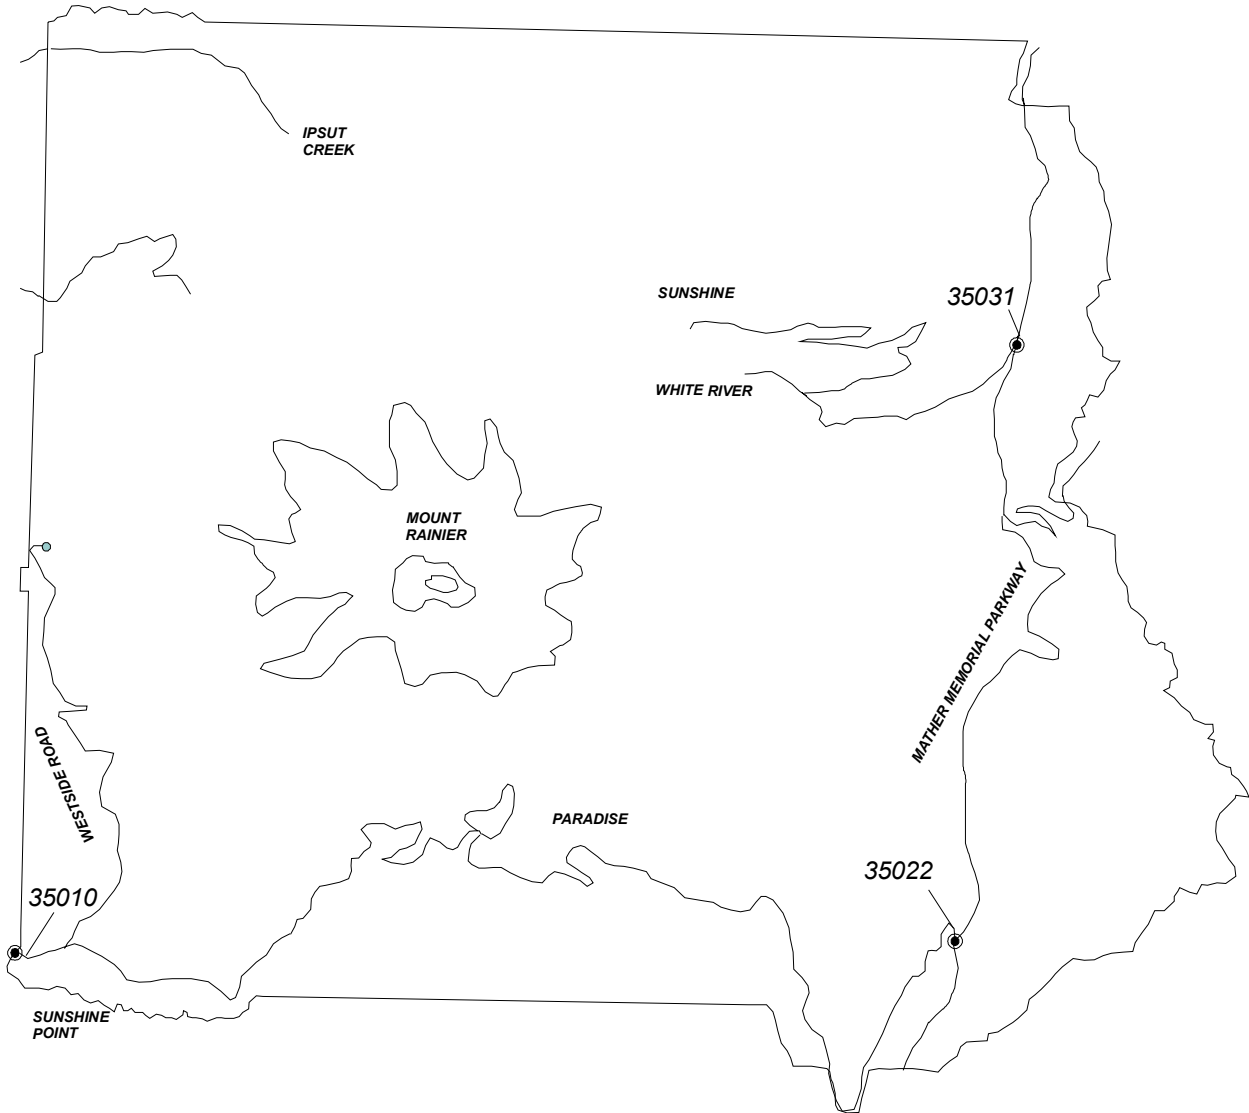 IPSUT
CREEK
SUNSHINE
35031
WHITE RIVER
MOUNT
RAINIER
MATHER MEMORIAL PARKWAY
WESTSIDE ROAD
PARADISE
35022
35010
SUNSHINE
POINT